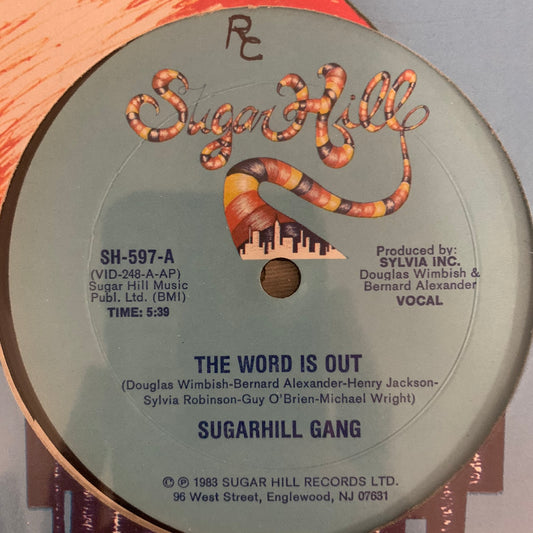 RC
Sugar Hill
SH-597-A
(VID-248-A-AP)
Sugar Hill Music
Publ. Ltd. (BMI)
TIME: 5:39
Produced by:
SYLVIA INC.
Douglas Wimbish &
Bernard Alexander
VOCAL
THE WORD IS OUT
(Douglas Wimbish-Bernard Alexander-Henry Jackson-
Sylvia Robinson-Guy O'Brien-Michael Wright)
SUGARHILL GANG
© ℗ 1983 SUGAR HILL RECORDS LTD.
96 West Street, Englewood, NJ 07631